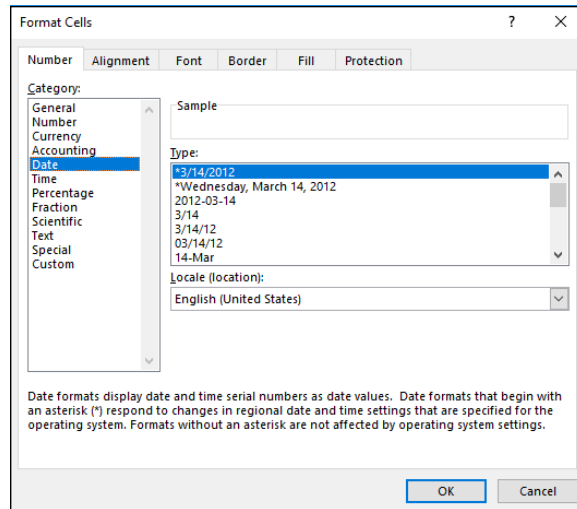 Format Cells
?
Number Alignment Font Border Fill Protection
Category:
General
Number
Currency
Accounting
Date
Time
Percentage
Fraction
Scientific
Text
Special
Custom
Sample
Type:
*3/14/2012
*Wednesday, March 14, 2012
2012-03-14
3/14
3/14/12
03/14/12
14-Mar
Locale (location):
English (United States)
Date formats display date and time serial numbers as date values. Date formats that begin with
an asterisk (*) respond to changes in regional date and time settings that are specified for the
operating system. Formats without an asterisk are not affected by operating system settings.
OK Cancel